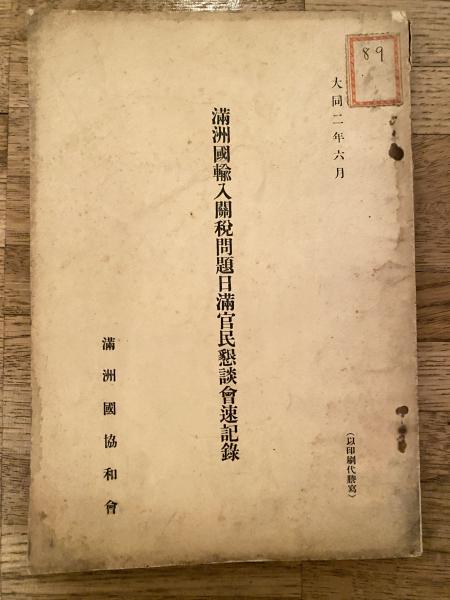 89
大同二年六月
（以印刷代謄寫）
滿洲國輸入關稅問題日滿官民懇談會速記錄
滿洲國協和會